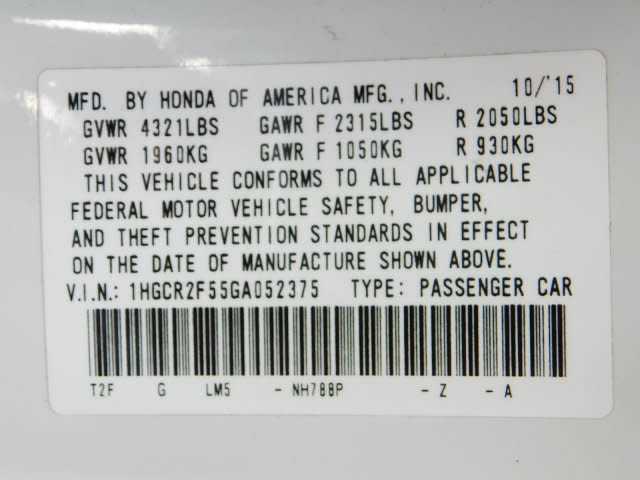 MFD. BY HONDA OF AMERICA MFG., INC. 10/'15
GVWR 4321LBS GAWR F 2315LBS R 2050LBS
GVWR 1960KG GAWR F 1050KG R 930KG
THIS VEHICLE CONFORMS TO ALL APPLICABLE
FEDERAL MOTOR VEHICLE SAFETY, BUMPER,
AND THEFT PREVENTION STANDARDS IN EFFECT
ON THE DATE OF MANUFACTURE SHOWN ABOVE.
V.I.N.: 1HGCR2F55GA052375 TYPE: PASSENGER CAR
T2F G LM5 - NH788P - Z - A